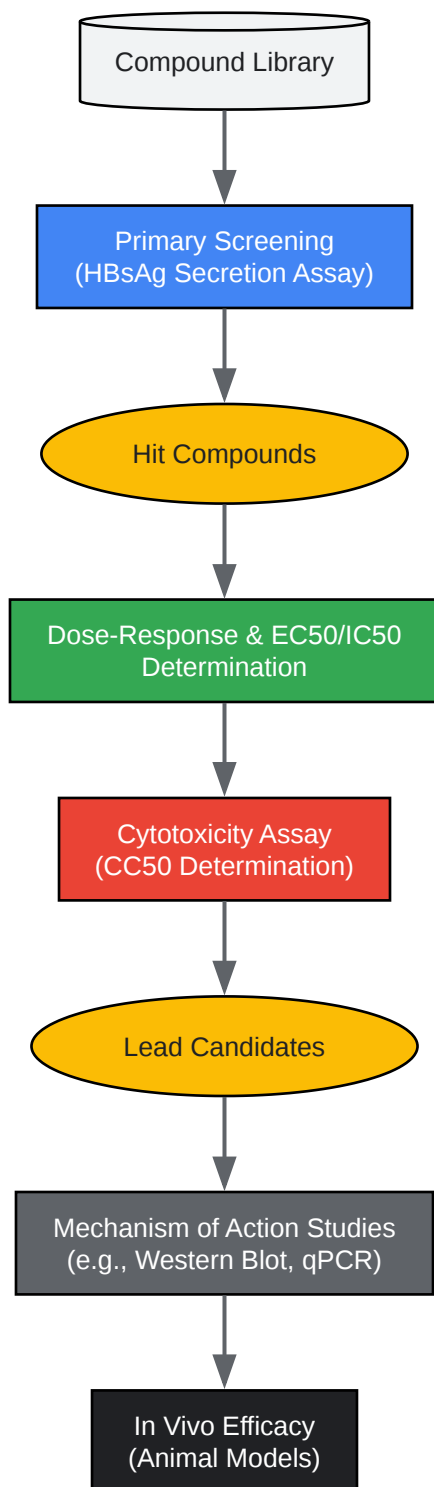 Compound Library
Primary Screening
(HBsAg Secretion Assay)
Hit Compounds
Dose-Response & EC50/IC50
Determination
Cytotoxicity Assay
(CC50 Determination)
Lead Candidates
Mechanism of Action Studies
(e.g., Western Blot, qPCR)
In Vivo Efficacy
(Animal Models)